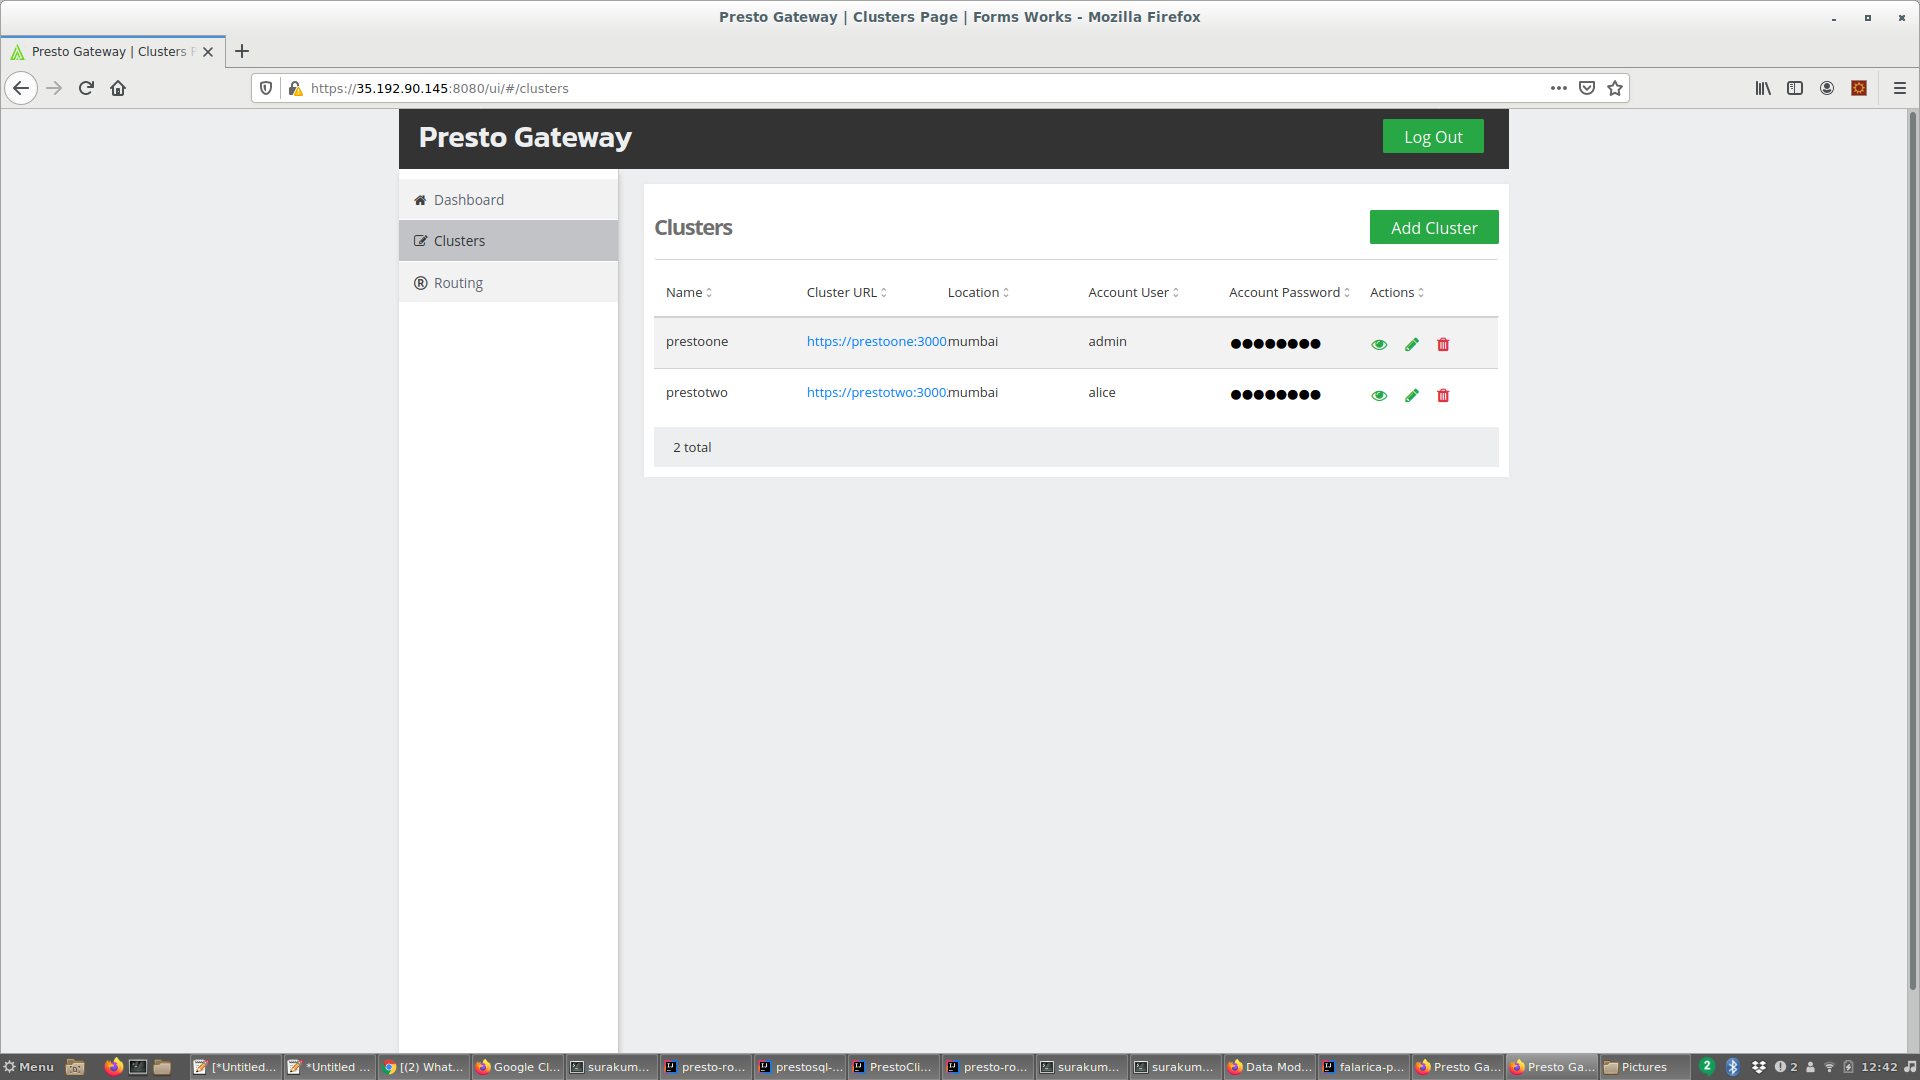 Presto Gateway | Clusters Page | Forms Works - Mozilla Firefox
Presto Gateway | Clusters
https://35.192.90.145:8080/ui/#/clusters
Presto Gateway
Log Out
Dashboard
Clusters
Routing
Clusters
Add Cluster
Name Cluster URL Location Account User Account Password Actions
prestoone https://prestoone:3000 mumbai admin ●●●●●●●●
prestotwo https://prestotwo:3000 mumbai alice ●●●●●●●●
2 total
Menu [*Untitled... *Untitled ... [(2) What... Google Cl... surakum... presto-ro... prestosql-... PrestoCli... presto-ro... surakum... surakum... Data Mod... falarica-p... Presto Ga... Presto Ga... Pictures 2 2 12:42